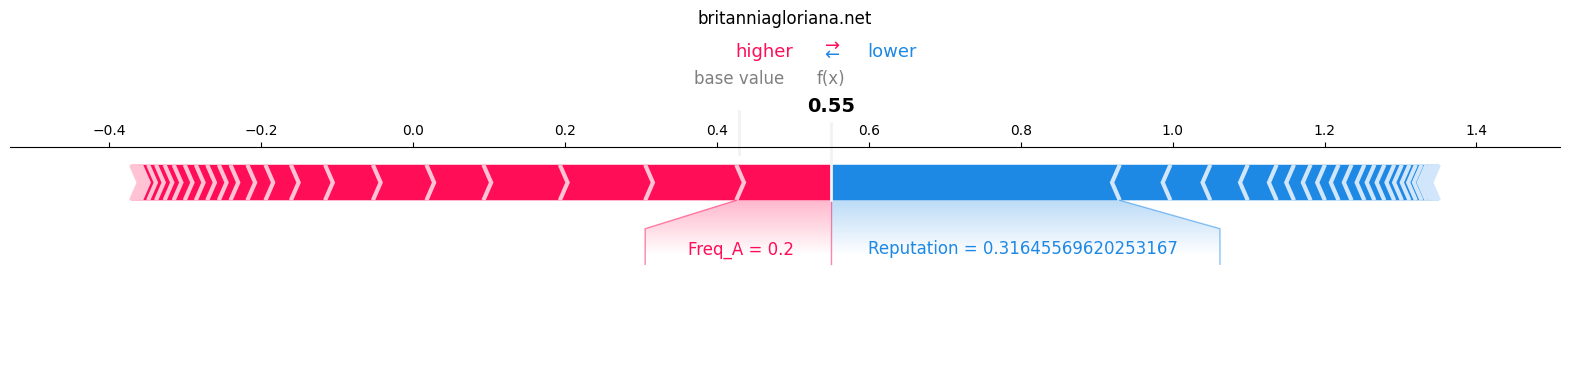 britanniagloriana.net
higher → ← lower
base value f(x)
0.55
−0.4 −0.2 0.0 0.2 0.4 0.6 0.8 1.0 1.2 1.4
Freq_A = 0.2 Reputation = 0.31645569620253167